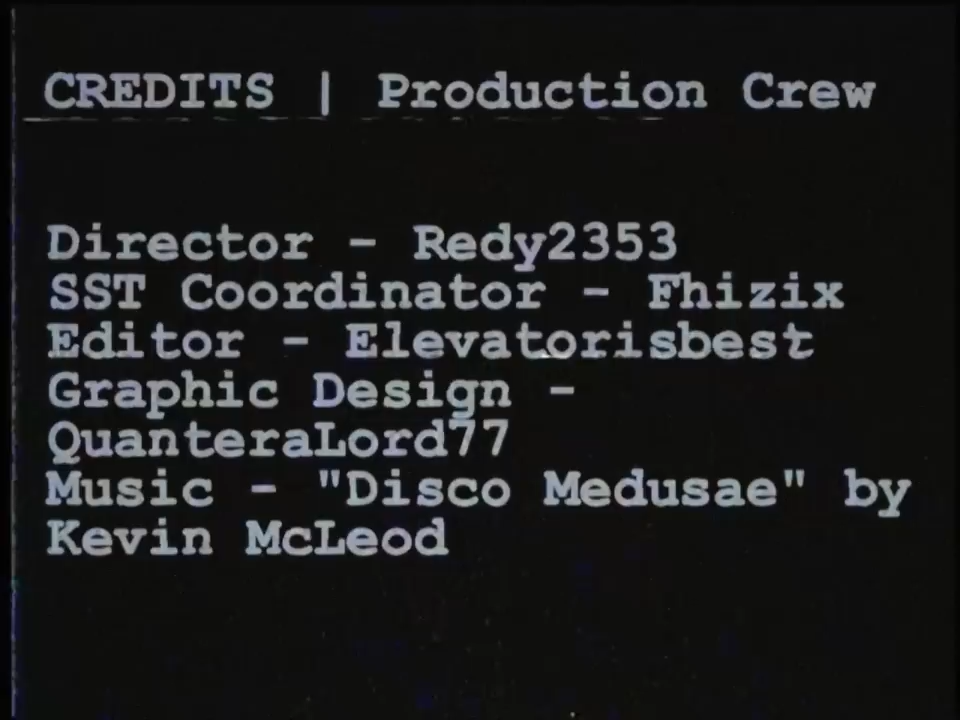 CREDITS | Production Crew
Director - Redy2353
SST Coordinator - Fhizix
Editor - Elevatorisbest
Graphic Design -
QuanteraLord77
Music - "Disco Medusae" by
Kevin McLeod